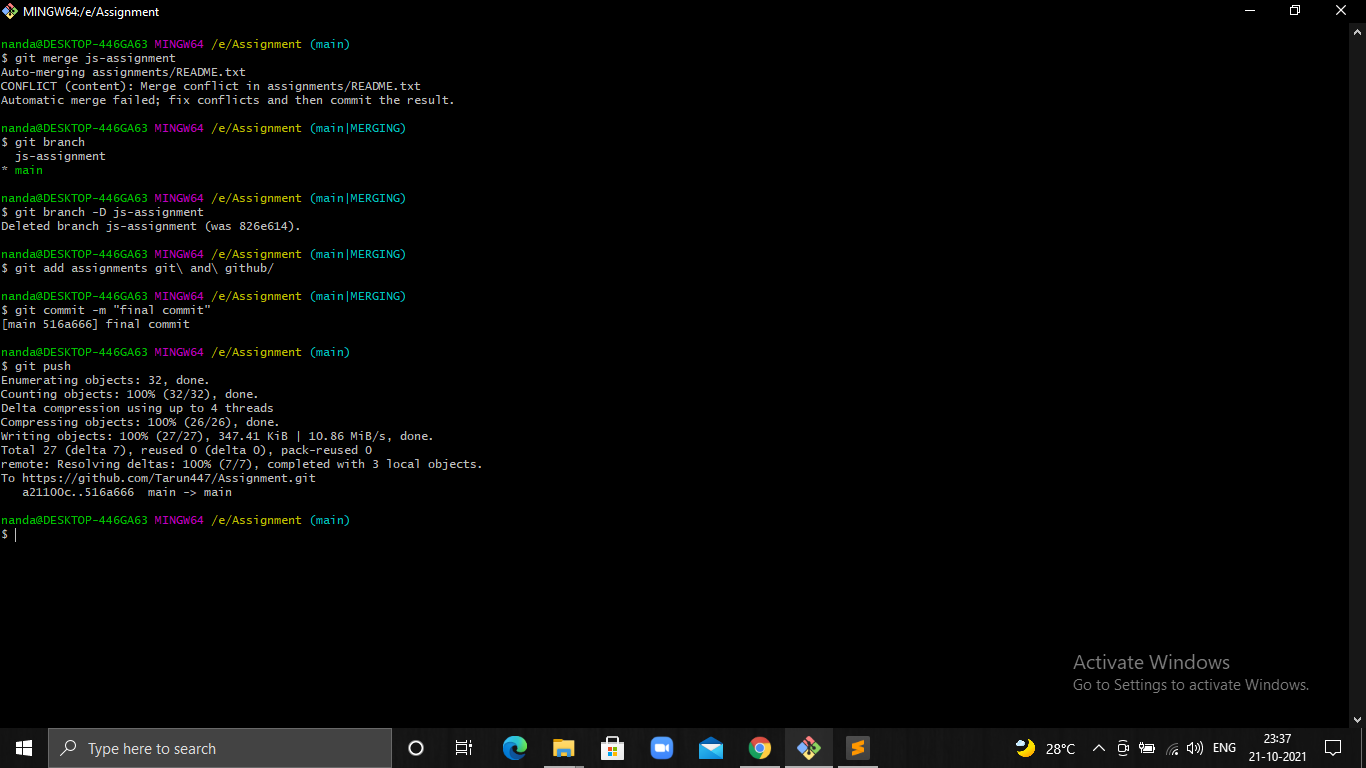 MINGW64:/e/Assignment
nanda@DESKTOP-446GA63 MINGW64 /e/Assignment (main)
$ git merge js-assignment
Auto-merging assignments/README.txt
CONFLICT (content): Merge conflict in assignments/README.txt
Automatic merge failed; fix conflicts and then commit the result.
nanda@DESKTOP-446GA63 MINGW64 /e/Assignment (main|MERGING)
$ git branch
  js-assignment
* main
nanda@DESKTOP-446GA63 MINGW64 /e/Assignment (main|MERGING)
$ git branch -D js-assignment
Deleted branch js-assignment (was 826e614).
nanda@DESKTOP-446GA63 MINGW64 /e/Assignment (main|MERGING)
$ git add assignments git\ and\ github/
nanda@DESKTOP-446GA63 MINGW64 /e/Assignment (main|MERGING)
$ git commit -m "final commit"
[main 516a666] final commit
nanda@DESKTOP-446GA63 MINGW64 /e/Assignment (main)
$ git push
Enumerating objects: 32, done.
Counting objects: 100% (32/32), done.
Delta compression using up to 4 threads
Compressing objects: 100% (26/26), done.
Writing objects: 100% (27/27), 347.41 KiB | 10.86 MiB/s, done.
Total 27 (delta 7), reused 0 (delta 0), pack-reused 0
remote: Resolving deltas: 100% (7/7), completed with 3 local objects.
To https://github.com/Tarun447/Assignment.git
   a21100c..516a666  main -> main
nanda@DESKTOP-446GA63 MINGW64 /e/Assignment (main)
$
Activate Windows
Go to Settings to activate Windows.
Type here to search
28°C
ENG
23:37
21-10-2021